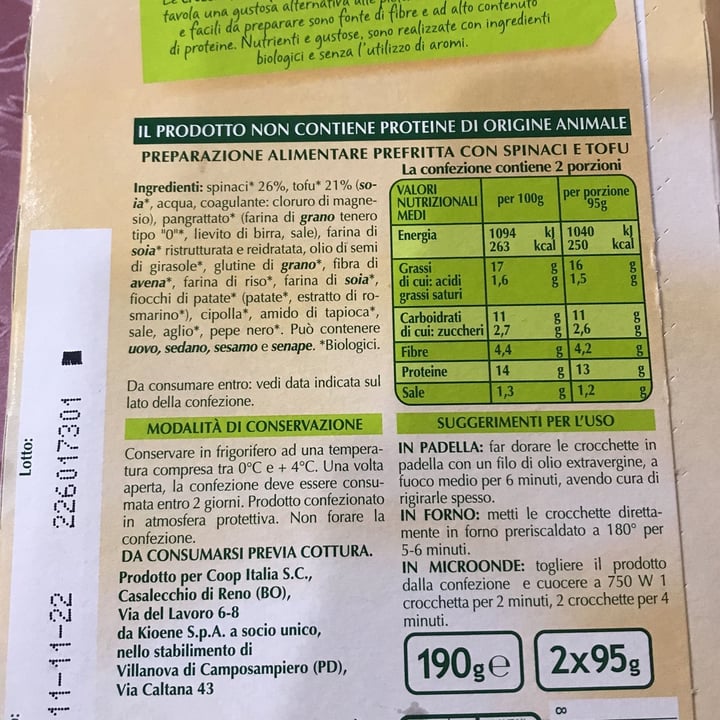 tavola una gustosa alternativa
e facili da preparare sono fonte di fibre e ad alto contenuto
di proteine. Nutrienti e gustose, sono realizzate con ingredienti
biologici e senza l'utilizzo di aromi.
IL PRODOTTO NON CONTIENE PROTEINE DI ORIGINE ANIMALE
PREPARAZIONE ALIMENTARE PREFRITTA CON SPINACI E TOFU
Ingredienti: spinaci* 26%, tofu* 21% (so-
ia*, acqua, coagulante: cloruro di magne-
sio), pangrattato* (farina di grano tenero
tipo "0"*, lievito di birra, sale), farina di
soia* ristrutturata e reidratata, olio di semi
di girasole*, glutine di grano*, fibra di
avena*, farina di riso*, farina di soia*,
fiocchi di patate* (patate*, estratto di ro-
smarino*), cipolla*, amido di tapioca*,
sale, aglio*, pepe nero*. Può contenere
uovo, sedano, sesamo e senape. *Biologici.
Da consumare entro: vedi data indicata sul
lato della confezione.
La confezione contiene 2 porzioni
VALORI NUTRIZIONALI MEDI per 100g per porzione 95g
Energia 1094 kJ 1040 kJ
263 kcal 250 kcal
Grassi 17 g 16 g
di cui: acidi grassi saturi 1,6 g 1,5 g
Carboidrati 11 g 11 g
di cui: zuccheri 2,7 g 2,6 g
Fibre 4,4 g 4,2 g
Proteine 14 g 13 g
Sale 1,3 g 1,2 g
MODALITÀ DI CONSERVAZIONE
Conservare in frigorifero ad una tempera-
tura compresa tra 0°C e + 4°C. Una volta
aperta, la confezione deve essere consu-
mata entro 2 giorni. Prodotto confezionato
in atmosfera protettiva. Non forare la
confezione.
DA CONSUMARSI PREVIA COTTURA.
Prodotto per Coop Italia S.C.,
Casalecchio di Reno (BO),
Via del Lavoro 6-8
da Kioene S.p.A. a socio unico,
nello stabilimento di
Villanova di Camposampiero (PD),
Via Caltana 43
SUGGERIMENTI PER L'USO
IN PADELLA: far dorare le crocchette in
padella con un filo di olio extravergine, a
fuoco medio per 6 minuti, avendo cura di
rigirarle spesso.
IN FORNO: metti le crocchette diretta-
mente in forno preriscaldato a 180° per
5-6 minuti.
IN MICROONDE: togliere il prodotto
dalla confezione e cuocere a 750 W 1
crocchetta per 2 minuti, 2 crocchette per 4
minuti.
190g e
2x95g
Lotto:
226017301
11-11-22
8